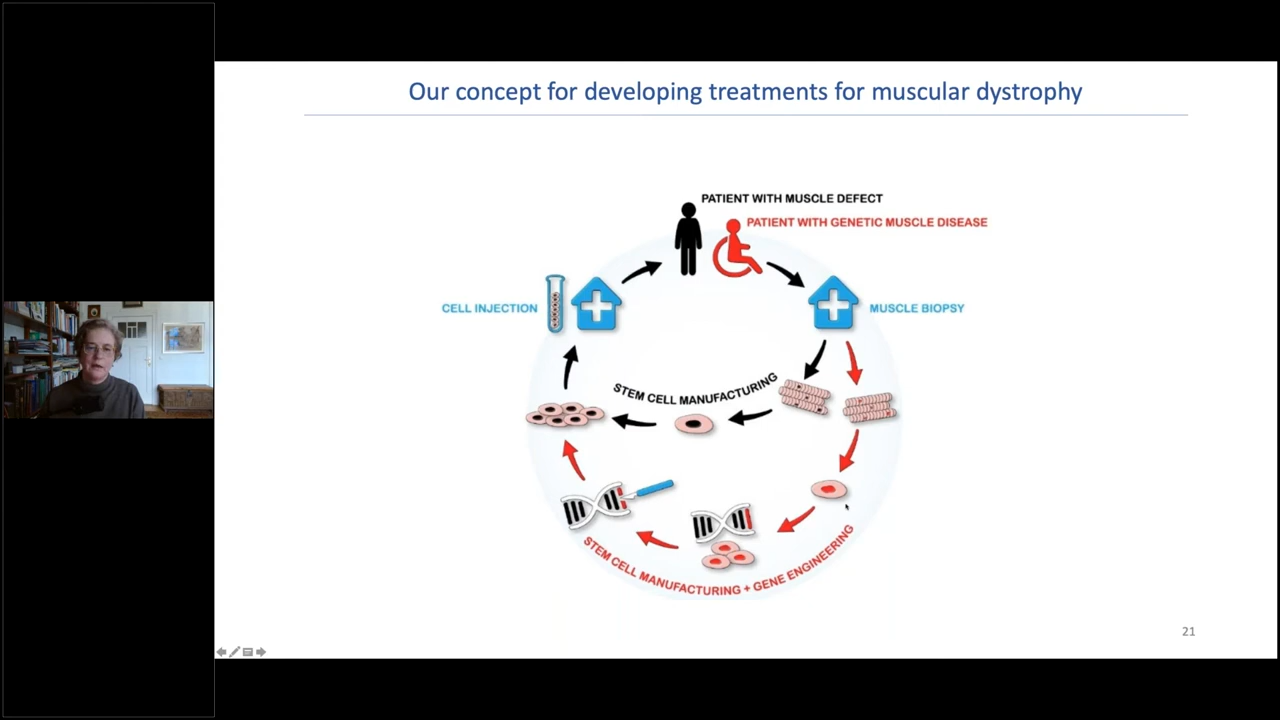 Our concept for developing treatments for muscular dystrophy
PATIENT WITH MUSCLE DEFECT
PATIENT WITH GENETIC MUSCLE DISEASE
CELL INJECTION
MUSCLE BIOPSY
STEM CELL MANUFACTURING
STEM CELL MANUFACTURING + GENE ENGINEERING
21